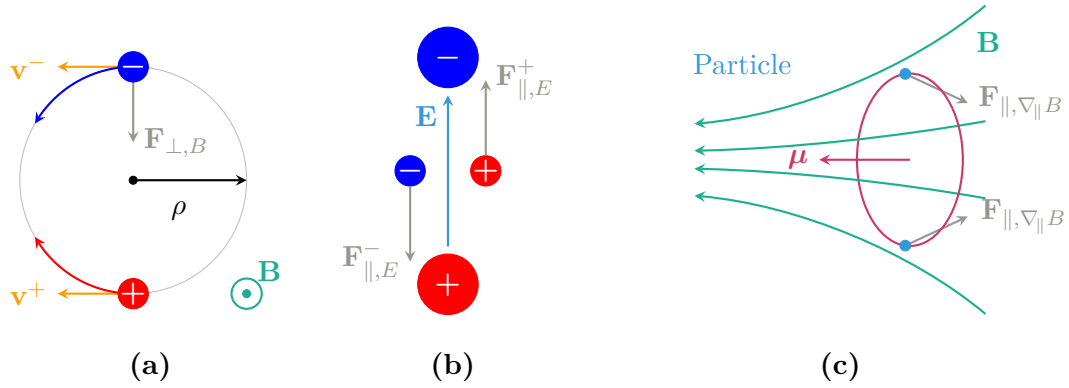 v⁻
−
F⊥,B
ρ
+
v⁺
B
(a)
−
F⁺∥,E
E
−
+
F⁻∥,E
+
(b)
B
Particle
F∥,∇∥B
μ
F∥,∇∥B
(c)